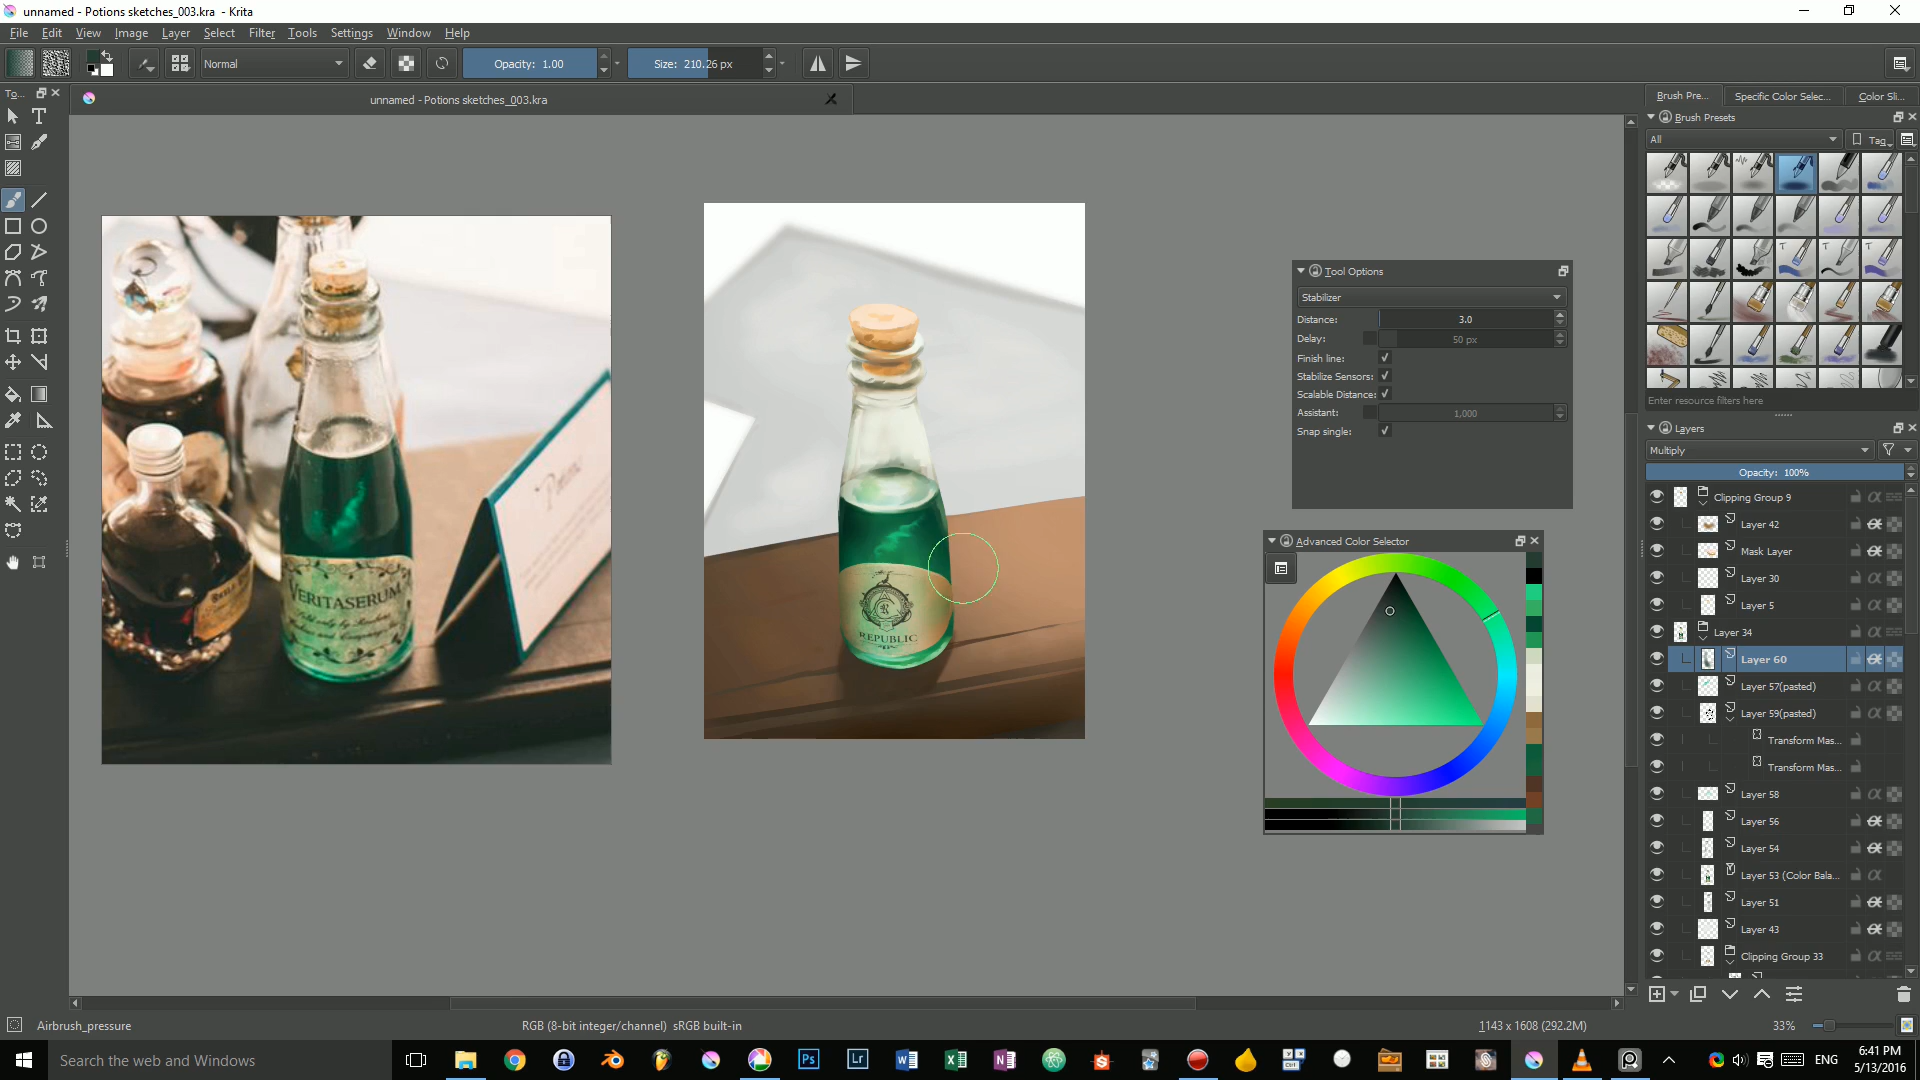 unnamed - Potions sketches_003.kra - Krita
File Edit View Image Layer Select Filter Tools Settings Window Help
Normal
Opacity: 1.00
Size: 210.26 px
To...
unnamed - Potions sketches_003.kra
Brush Pre...
Specific Color Selec...
Color Sli...
Brush Presets
All
Tag
Enter resource filters here
Tool Options
Stabilizer
Distance: 3.0
Delay: 50 px
Finish line:
Stabilize Sensors:
Scalable Distance:
Assistant: 1,000
Snap single:
Advanced Color Selector
Layers
Multiply
Opacity: 100%
Clipping Group 9
Layer 42
Mask Layer
Layer 30
Layer 5
Layer 34
Layer 60
Layer 57(pasted)
Layer 59(pasted)
Transform Mas...
Transform Mas...
Layer 58
Layer 56
Layer 54
Layer 53 (Color Bala...
Layer 51
Layer 43
Clipping Group 33
VERITASERUM
REPUBLIC
Airbrush_pressure
RGB (8-bit integer/channel) sRGB built-in
1143 x 1608 (292.2M)
33%
Search the web and Windows
Ps
Lr
ENG
6:41 PM
5/13/2016